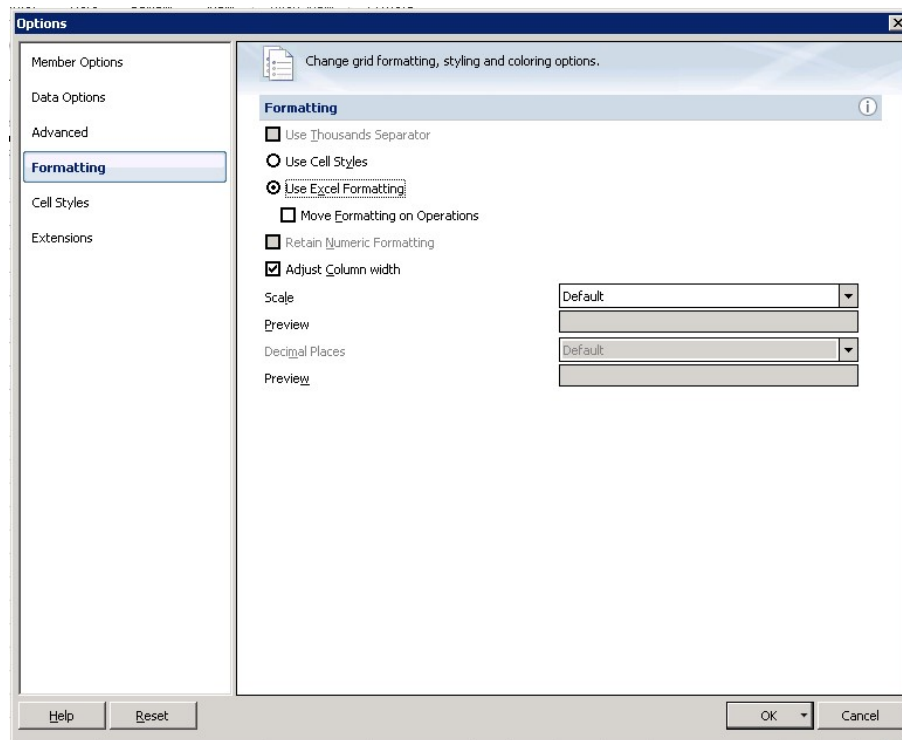 Options
Member Options
Data Options
Advanced
Formatting
Cell Styles
Extensions
Change grid formatting, styling and coloring options.
Formatting
Use Thousands Separator
Use Cell Styles
Use Excel Formatting
Move Formatting on Operations
Retain Numeric Formatting
Adjust Column width
Scale Default
Preview
Decimal Places Default
Preview
Help Reset OK Cancel